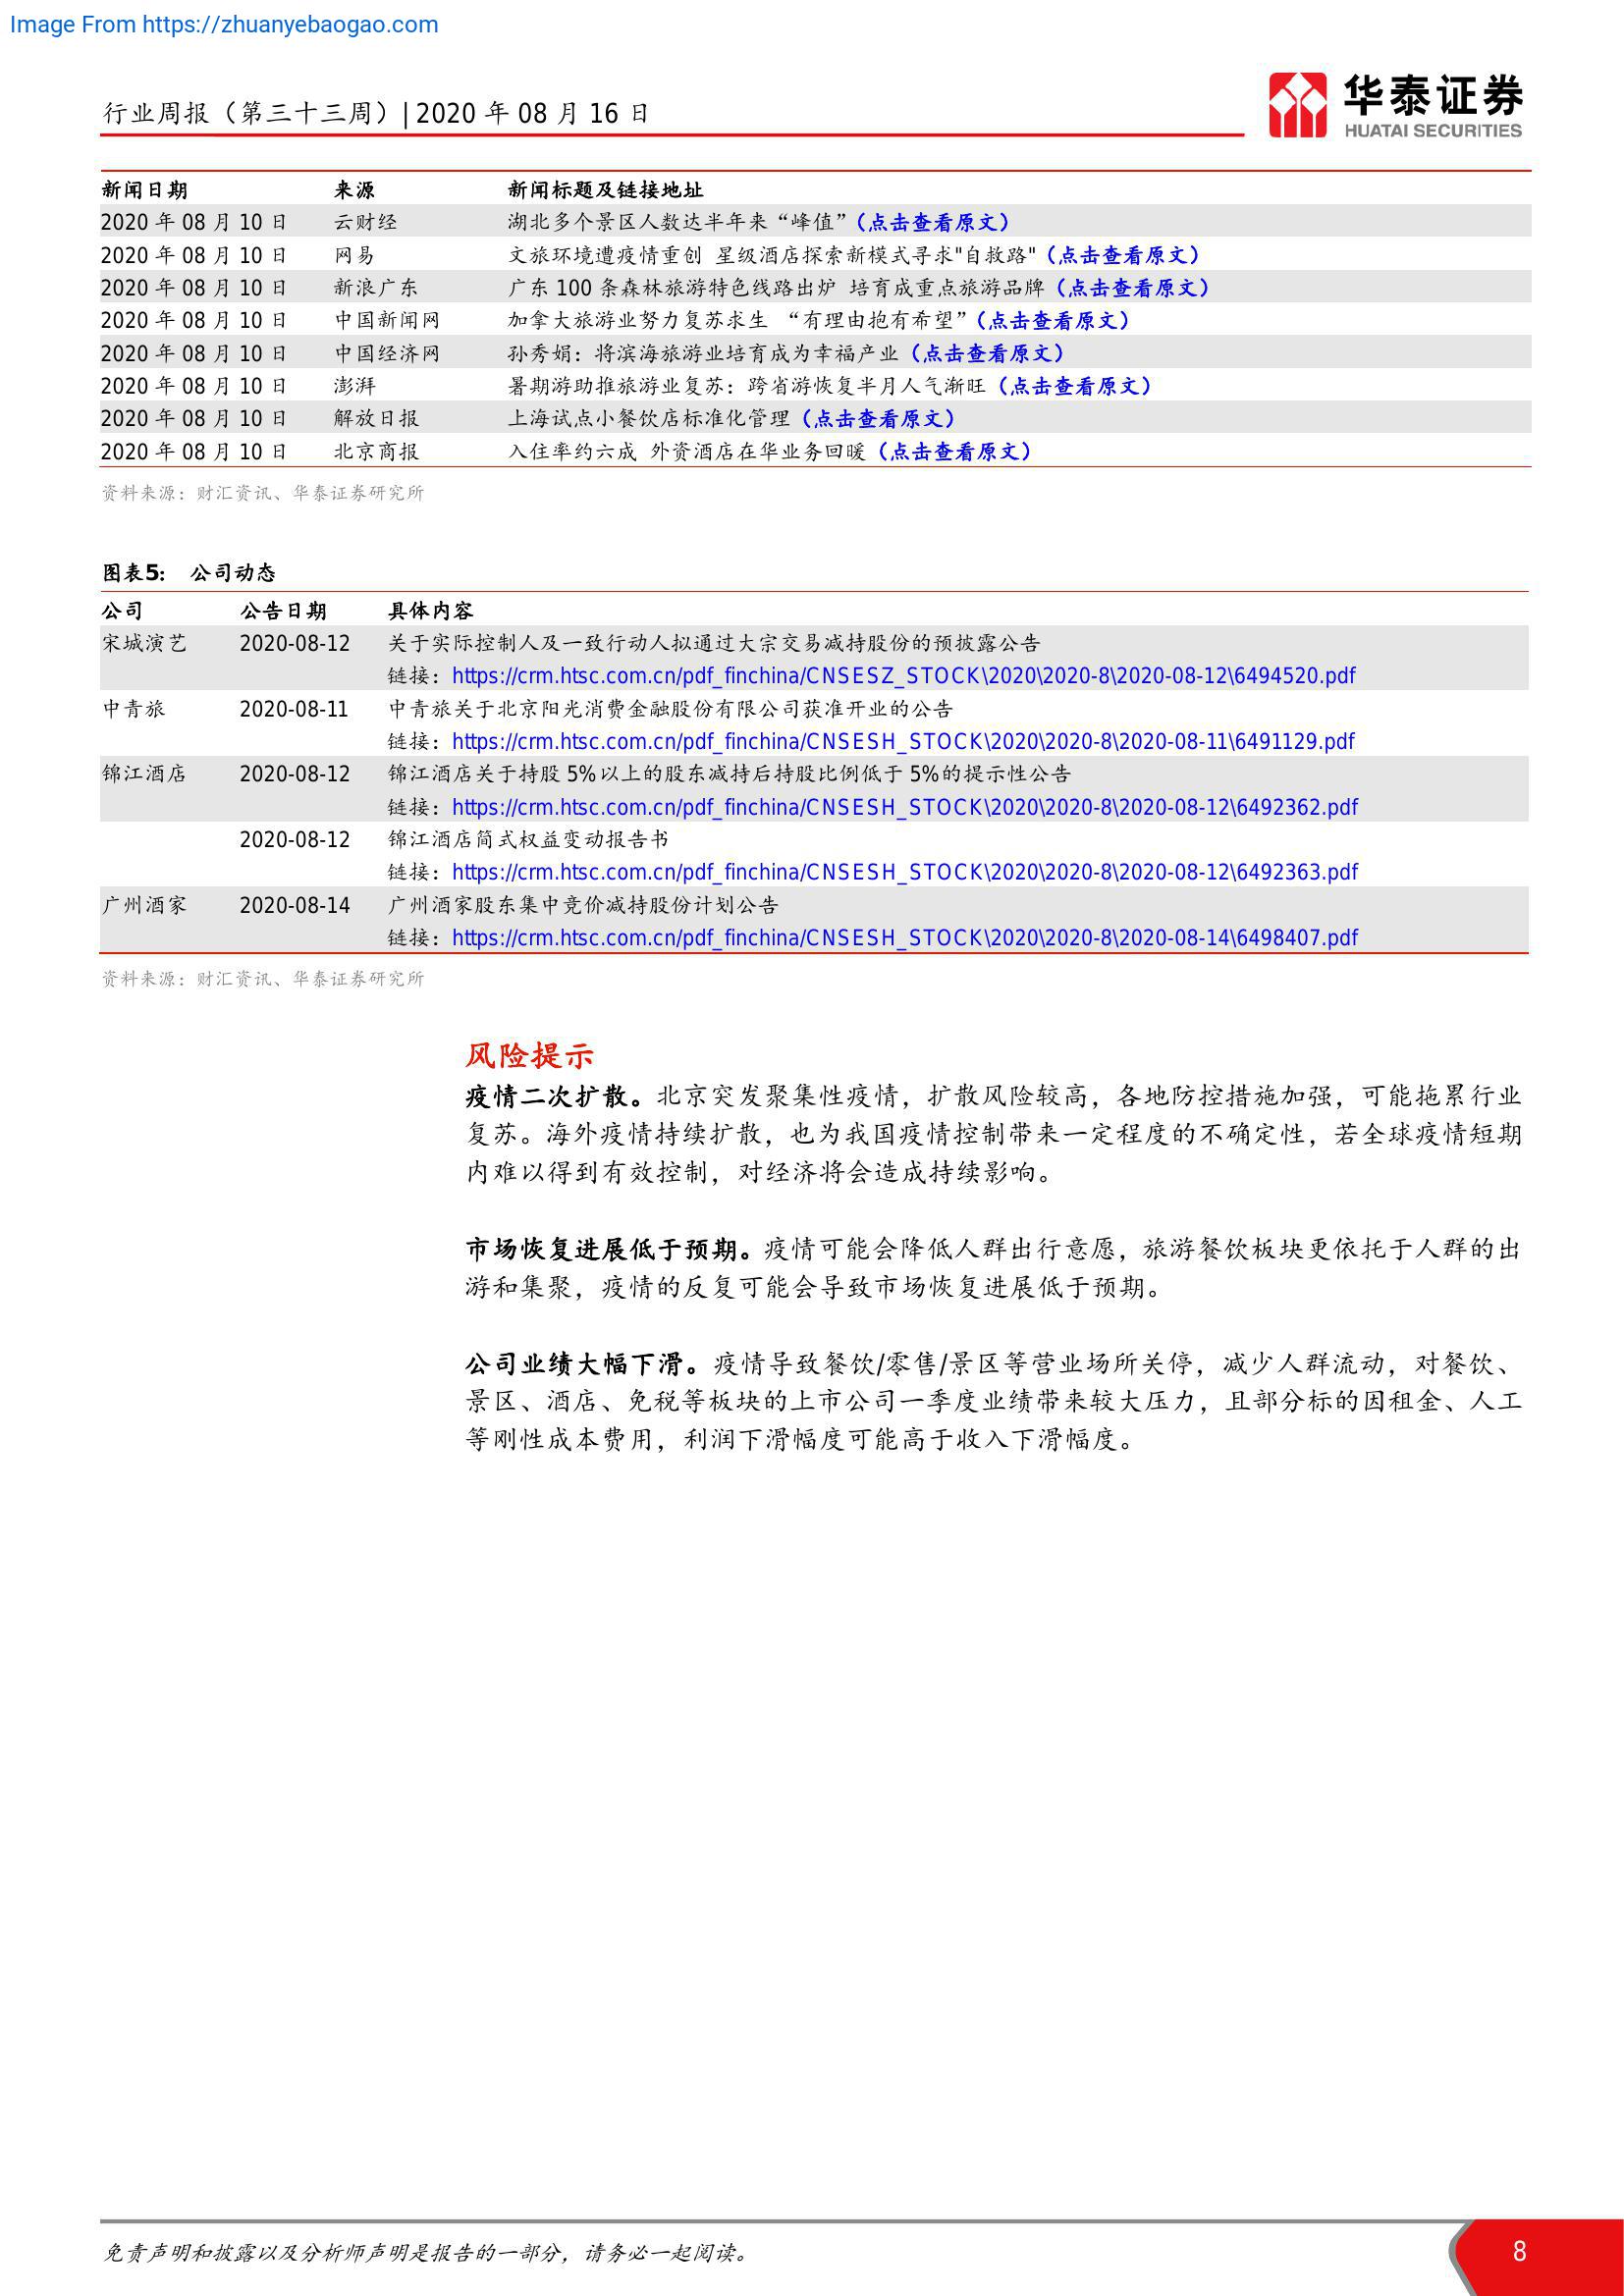 Image From https://zhuanyebaogao.com
行业周报（第三十三周）| 2020 年 08 月 16 日
华泰证券
HUATAI SECURITIES
新闻日期 来源 新闻标题及链接地址
2020 年 08 月 10 日 云财经 湖北多个景区人数达半年来“峰值”（点击查看原文）
2020 年 08 月 10 日 网易 文旅环境遭疫情重创 星级酒店探索新模式寻求"自救路"（点击查看原文）
2020 年 08 月 10 日 新浪广东 广东 100 条森林旅游特色线路出炉 培育成重点旅游品牌（点击查看原文）
2020 年 08 月 10 日 中国新闻网 加拿大旅游业努力复苏求生 “有理由抱有希望”（点击查看原文）
2020 年 08 月 10 日 中国经济网 孙秀娟：将滨海旅游业培育成为幸福产业（点击查看原文）
2020 年 08 月 10 日 澎湃 暑期游助推旅游业复苏：跨省游恢复半月人气渐旺（点击查看原文）
2020 年 08 月 10 日 解放日报 上海试点小餐饮店标准化管理（点击查看原文）
2020 年 08 月 10 日 北京商报 入住率约六成 外资酒店在华业务回暖（点击查看原文）
资料来源：财汇资讯、华泰证券研究所
图表5： 公司动态
公司 公告日期 具体内容
宋城演艺 2020-08-12 关于实际控制人及一致行动人拟通过大宗交易减持股份的预披露公告
链接：https://crm.htsc.com.cn/pdf_finchina/CNSESZ_STOCK\2020\2020-8\2020-08-12\6494520.pdf
中青旅 2020-08-11 中青旅关于北京阳光消费金融股份有限公司获准开业的公告
链接：https://crm.htsc.com.cn/pdf_finchina/CNSESH_STOCK\2020\2020-8\2020-08-11\6491129.pdf
锦江酒店 2020-08-12 锦江酒店关于持股 5%以上的股东减持后持股比例低于 5%的提示性公告
链接：https://crm.htsc.com.cn/pdf_finchina/CNSESH_STOCK\2020\2020-8\2020-08-12\6492362.pdf
2020-08-12 锦江酒店简式权益变动报告书
链接：https://crm.htsc.com.cn/pdf_finchina/CNSESH_STOCK\2020\2020-8\2020-08-12\6492363.pdf
广州酒家 2020-08-14 广州酒家股东集中竞价减持股份计划公告
链接：https://crm.htsc.com.cn/pdf_finchina/CNSESH_STOCK\2020\2020-8\2020-08-14\6498407.pdf
资料来源：财汇资讯、华泰证券研究所
风险提示
疫情二次扩散。北京突发聚集性疫情，扩散风险较高，各地防控措施加强，可能拖累行业
复苏。海外疫情持续扩散，也为我国疫情控制带来一定程度的不确定性，若全球疫情短期
内难以得到有效控制，对经济将会造成持续影响。
市场恢复进展低于预期。疫情可能会降低人群出行意愿，旅游餐饮板块更依托于人群的出
游和集聚，疫情的反复可能会导致市场恢复进展低于预期。
公司业绩大幅下滑。疫情导致餐饮/零售/景区等营业场所关停，减少人群流动，对餐饮、
景区、酒店、免税等板块的上市公司一季度业绩带来较大压力，且部分标的因租金、人工
等刚性成本费用，利润下滑幅度可能高于收入下滑幅度。
免责声明和披露以及分析师声明是报告的一部分，请务必一起阅读。
8